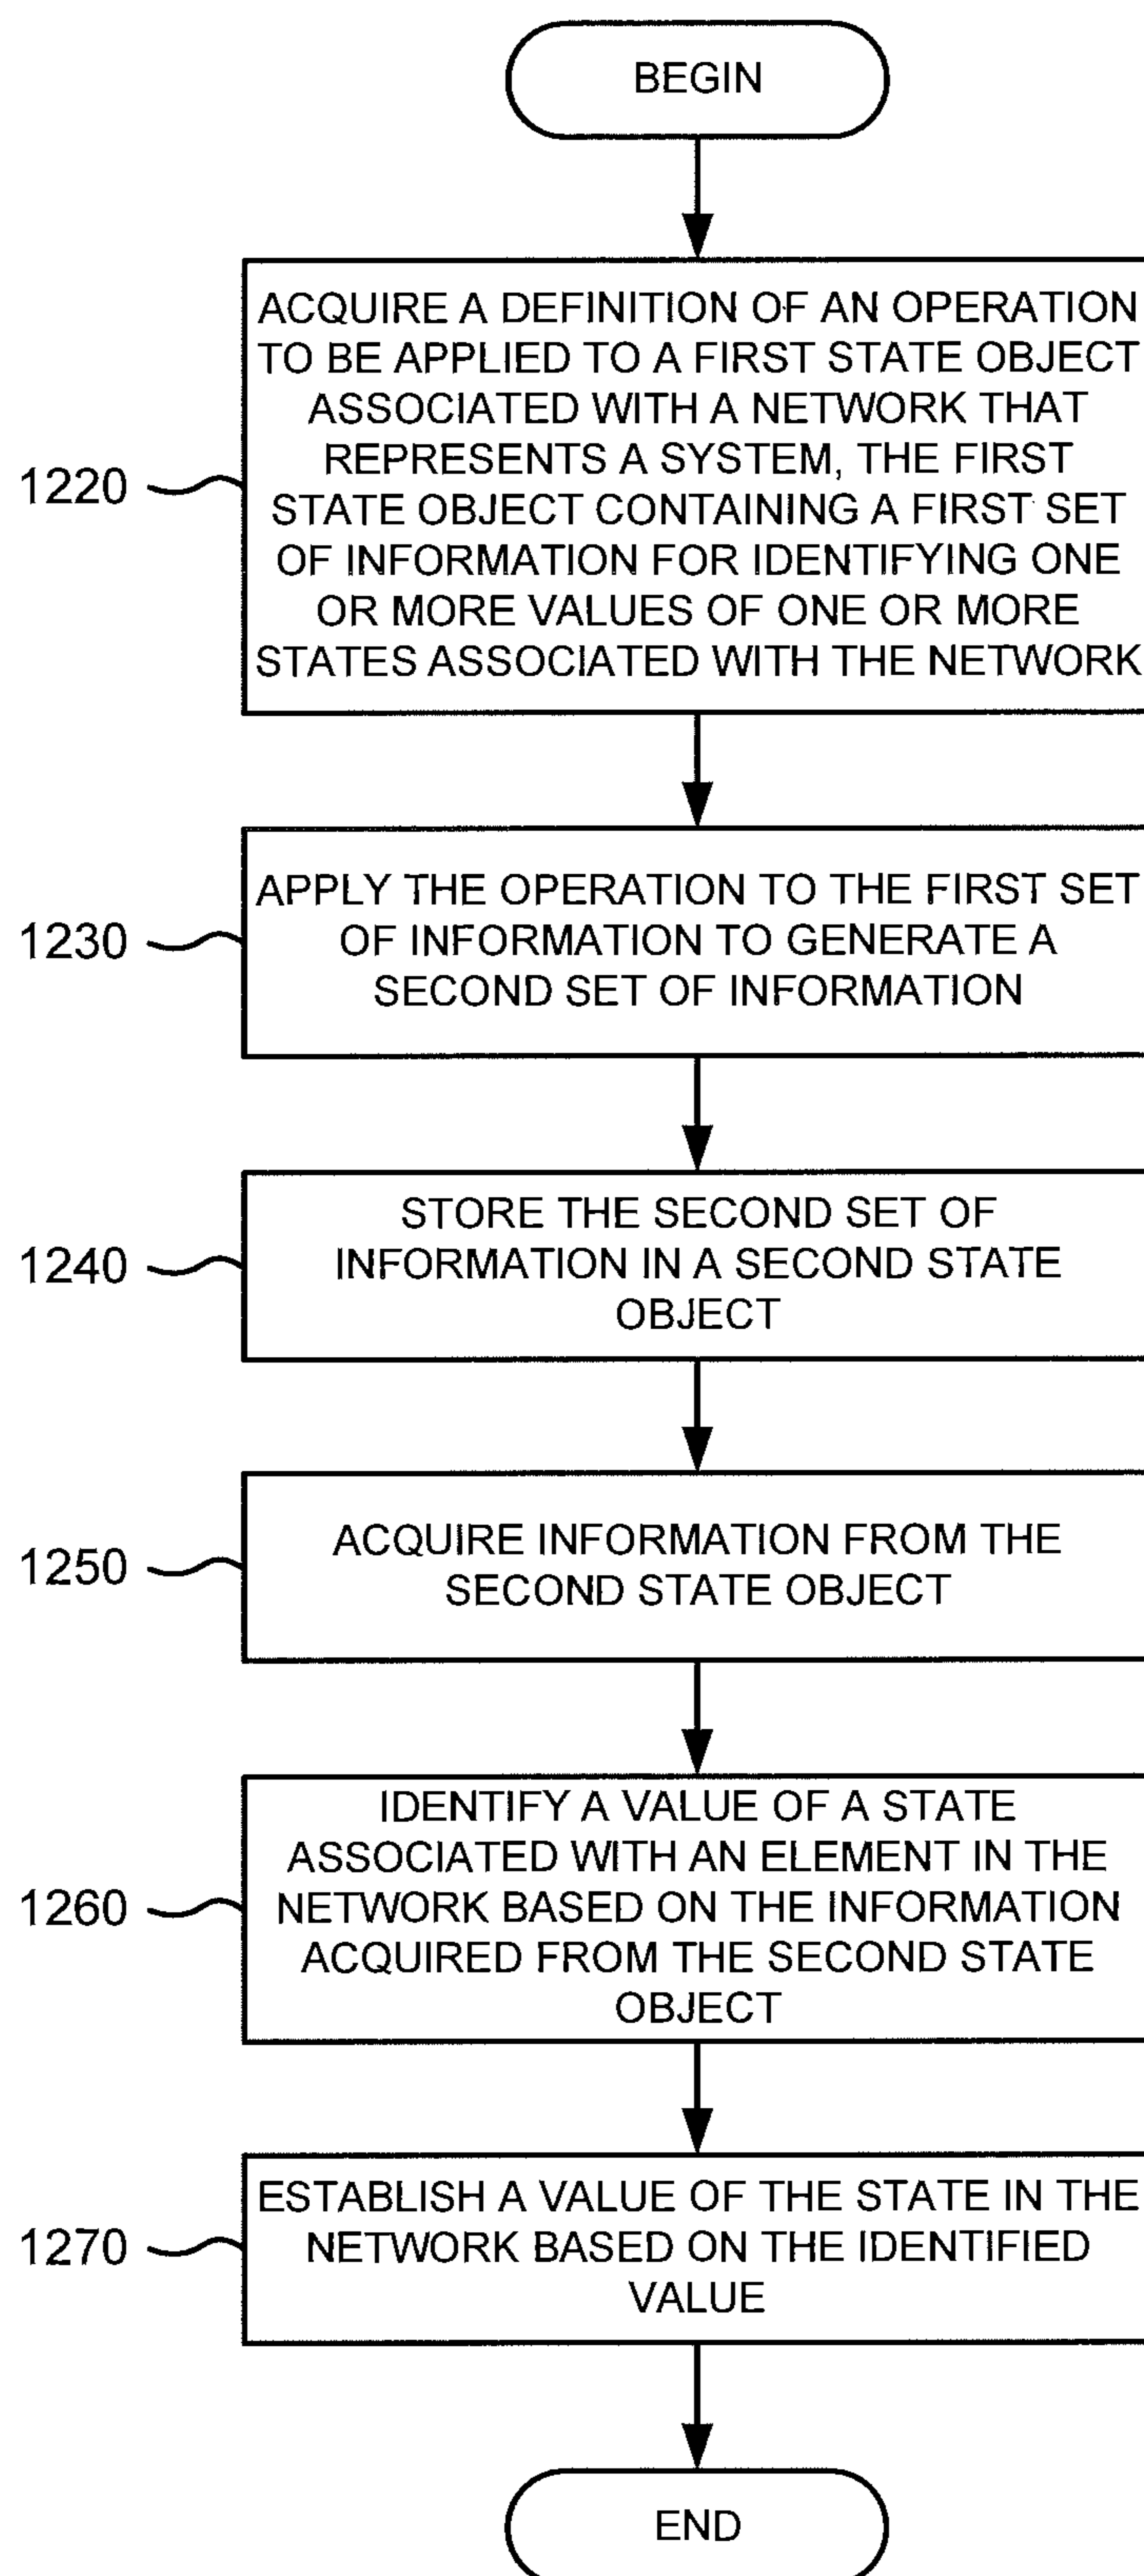 BEGIN
ACQUIRE A DEFINITION OF AN OPERATION
TO BE APPLIED TO A FIRST STATE OBJECT
ASSOCIATED WITH A NETWORK THAT
REPRESENTS A SYSTEM, THE FIRST
STATE OBJECT CONTAINING A FIRST SET
OF INFORMATION FOR IDENTIFYING ONE
OR MORE VALUES OF ONE OR MORE
STATES ASSOCIATED WITH THE NETWORK
1220
APPLY THE OPERATION TO THE FIRST SET
OF INFORMATION TO GENERATE A
SECOND SET OF INFORMATION
1230
STORE THE SECOND SET OF
INFORMATION IN A SECOND STATE
OBJECT
1240
ACQUIRE INFORMATION FROM THE
SECOND STATE OBJECT
1250
IDENTIFY A VALUE OF A STATE
ASSOCIATED WITH AN ELEMENT IN THE
NETWORK BASED ON THE INFORMATION
ACQUIRED FROM THE SECOND STATE
OBJECT
1260
ESTABLISH A VALUE OF THE STATE IN THE
NETWORK BASED ON THE IDENTIFIED
VALUE
1270
END